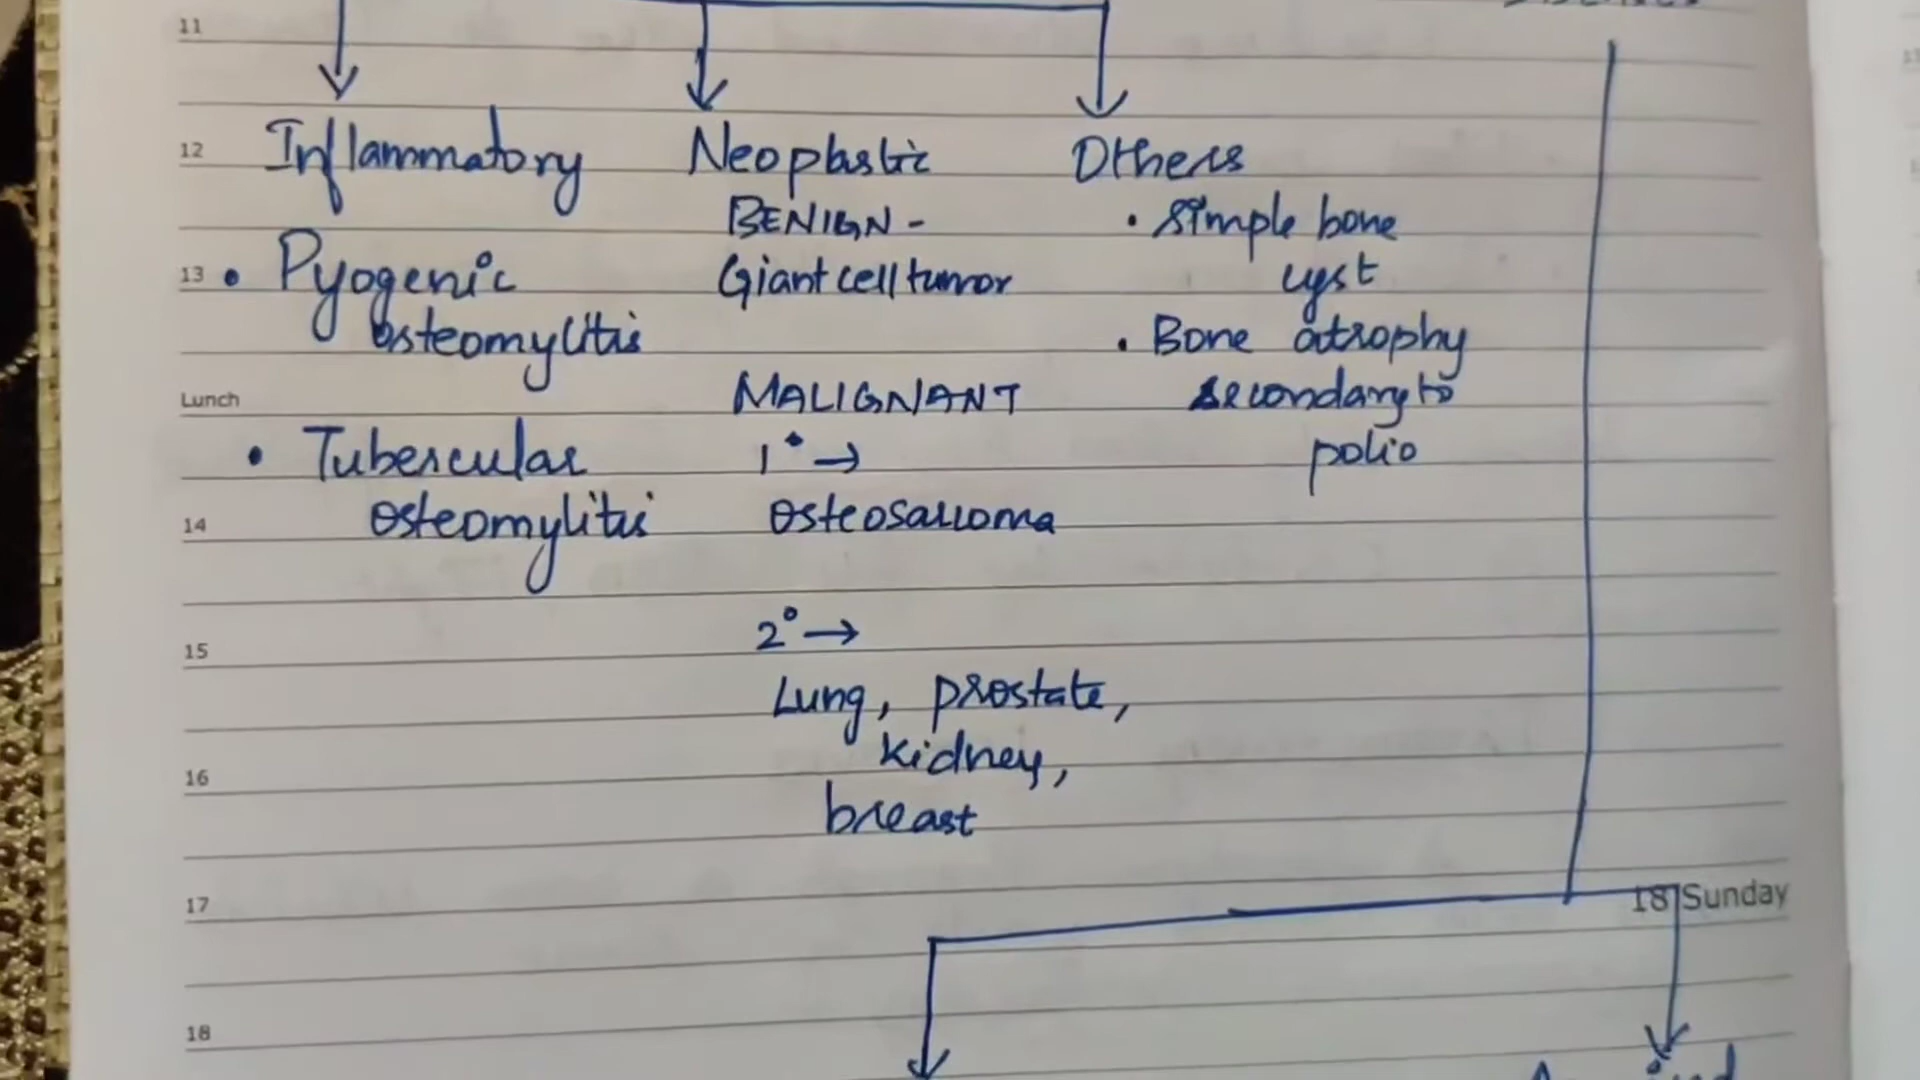 11
12
Inflammatory
Neoplastic
Others
BENIGN -
• simple bone
13
• Pyogenic
Giant cell tumor
cyst
osteomylitis
• Bone atrophy
Lunch
MALIGNANT
secondary to
• Tubercular
1° →
polio
14
osteomylitis
osteosarcoma
15
2° →
Lung, prostate,
16
kidney,
breast
17
18 Sunday
18